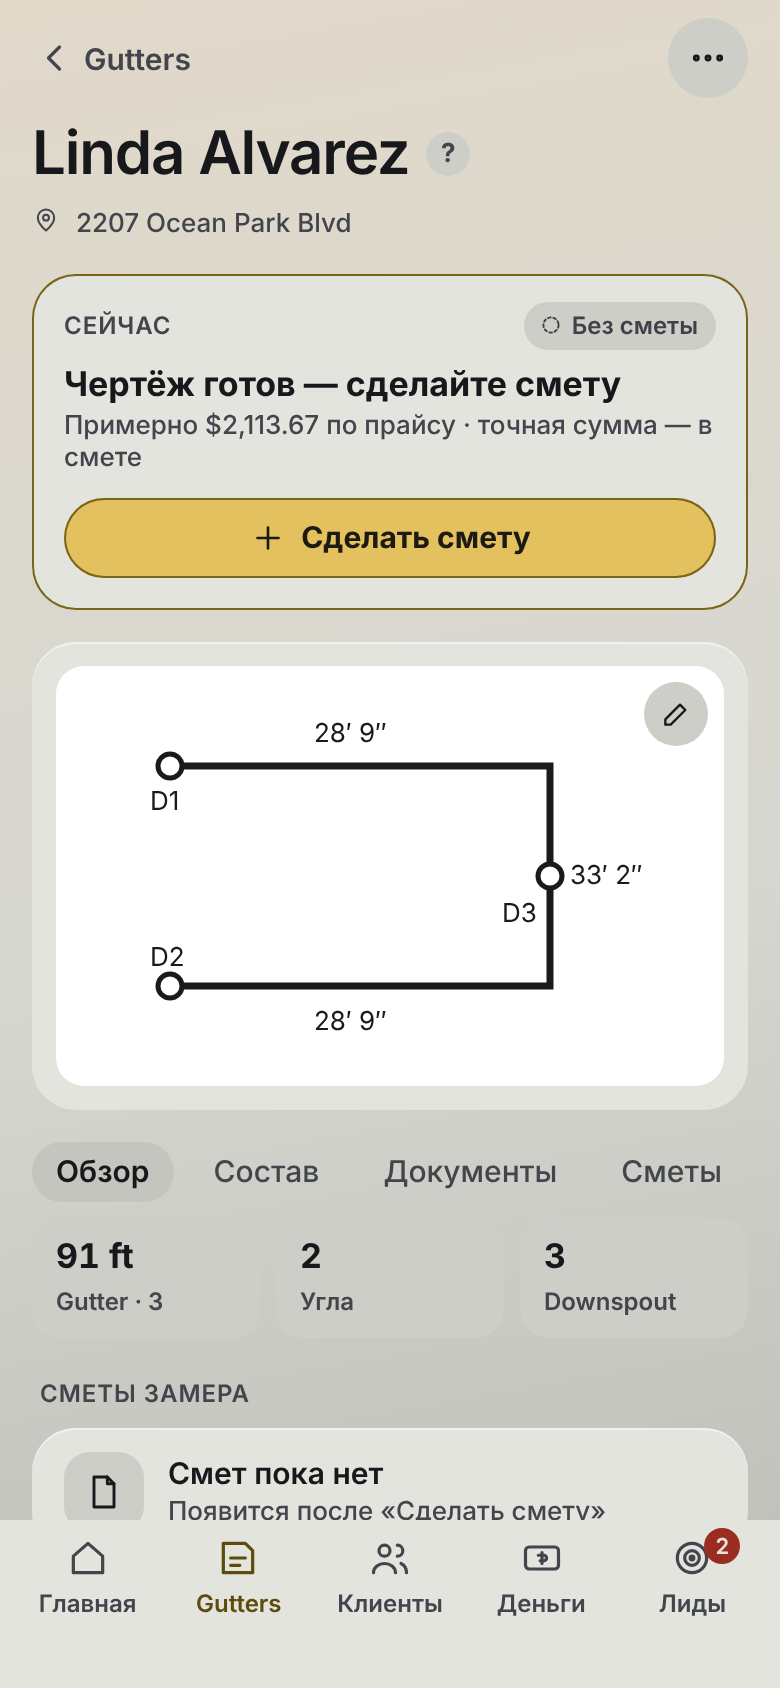 Gutters
Linda Alvarez ?
2207 Ocean Park Blvd
СЕЙЧАС
Без сметы
Чертёж готов — сделайте смету
Примерно $2,113.67 по прайсу · точная сумма — в
смете
Сделать смету
28′ 9″
D1
33′ 2″
D3
D2
28′ 9″
Обзор Состав Документы Сметы
91 ft
Gutter · 3
2
Угла
3
Downspout
СМЕТЫ ЗАМЕРА
Смет пока нет
Появится после «Сделать смету»
2
Главная Gutters Клиенты Деньги Лиды